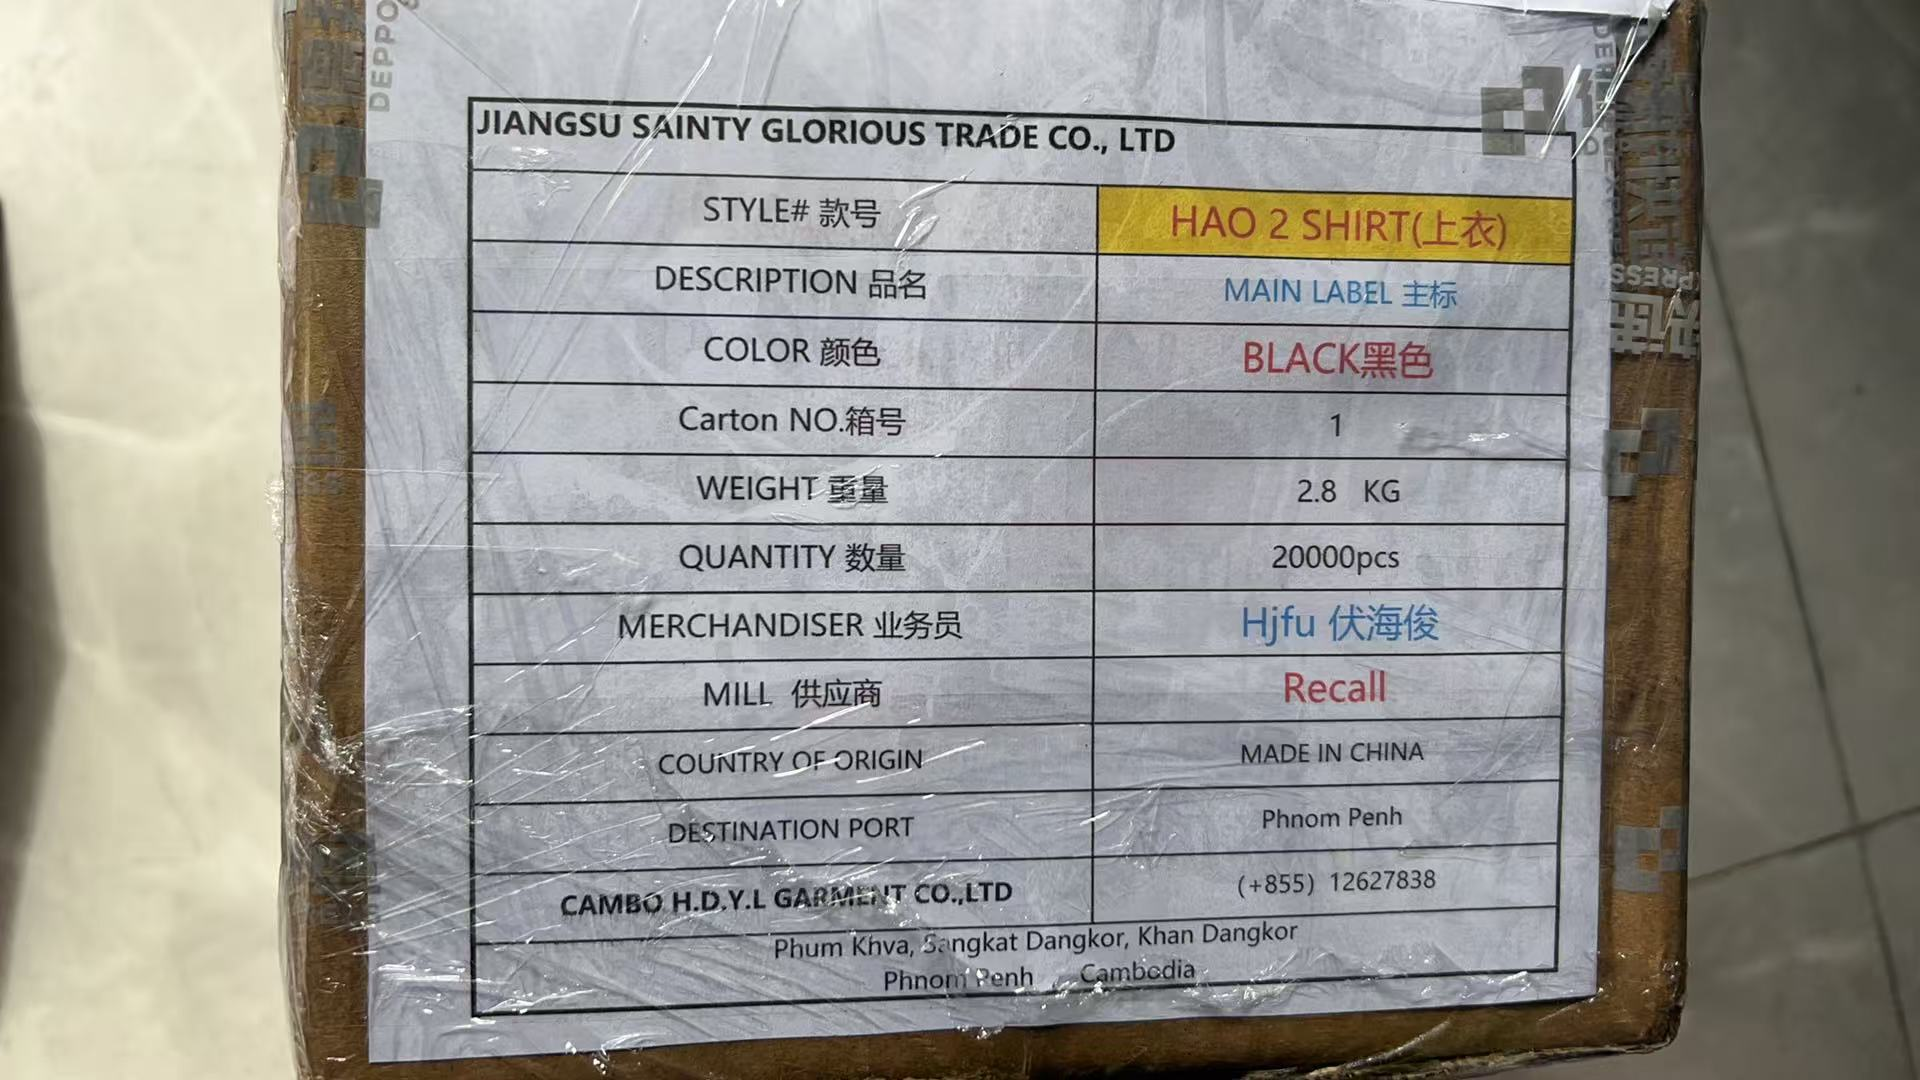 JIANGSU SAINTY GLORIOUS TRADE CO., LTD
STYLE# 款号 HAO 2 SHIRT(上衣)
DESCRIPTION 品名 MAIN LABEL 主标
COLOR 颜色 BLACK黑色
Carton NO.箱号 1
WEIGHT 重量 2.8 KG
QUANTITY 数量 20000pcs
MERCHANDISER 业务员 Hjfu 伏海俊
MILL 供应商 Recall
COUNTRY OF ORIGIN MADE IN CHINA
DESTINATION PORT Phnom Penh
CAMBO H.D.Y.L GARMENT CO.,LTD (+855) 12627838
Phum Khva, Sangkat Dangkor, Khan Dangkor
Phnom Penh Cambodia